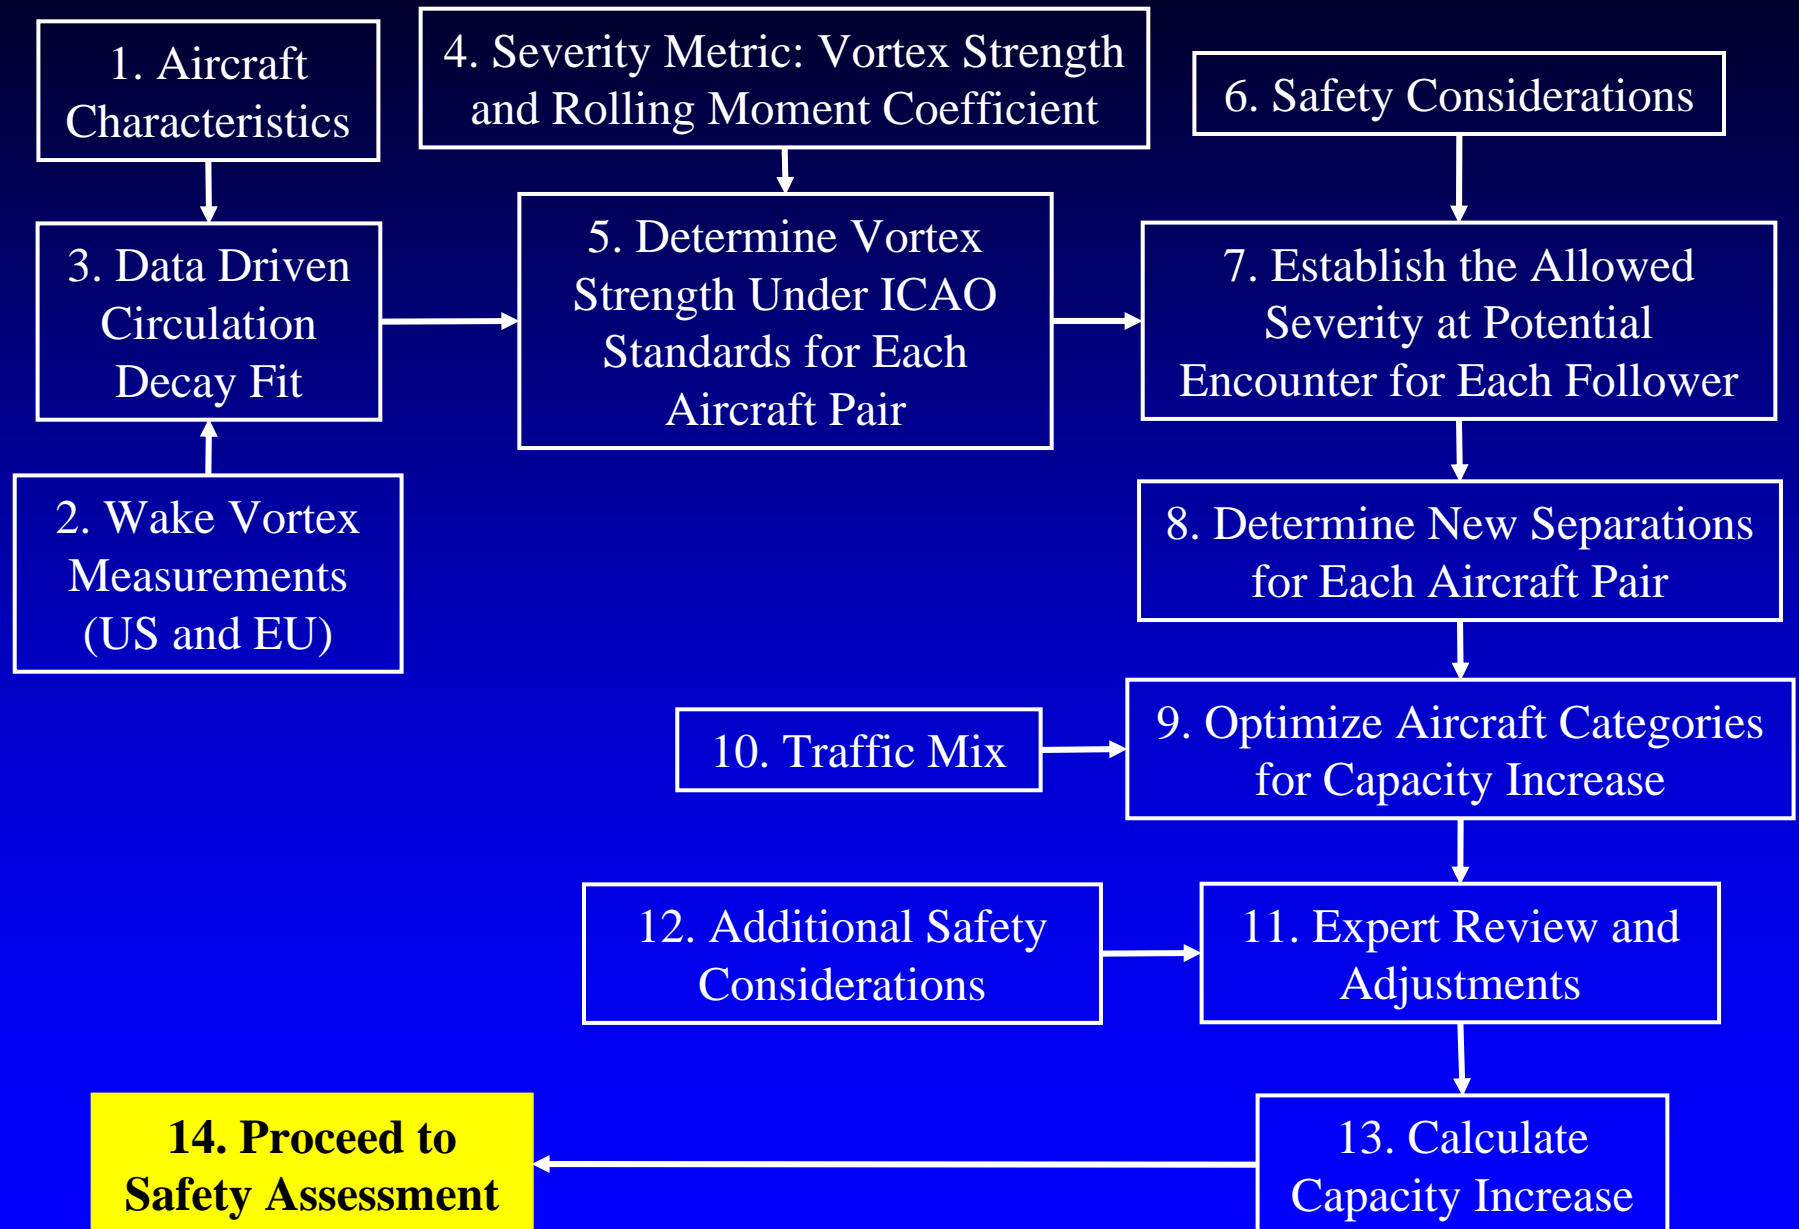 1. Aircraft
Characteristics
4. Severity Metric: Vortex Strength
and Rolling Moment Coefficient
6. Safety Considerations
3. Data Driven
Circulation
Decay Fit
5. Determine Vortex
Strength Under ICAO
Standards for Each
Aircraft Pair
7. Establish the Allowed
Severity at Potential
Encounter for Each Follower
2. Wake Vortex
Measurements
(US and EU)
8. Determine New Separations
for Each Aircraft Pair
10. Traffic Mix
9. Optimize Aircraft Categories
for Capacity Increase
12. Additional Safety
Considerations
11. Expert Review and
Adjustments
14. Proceed to
Safety Assessment
13. Calculate
Capacity Increase